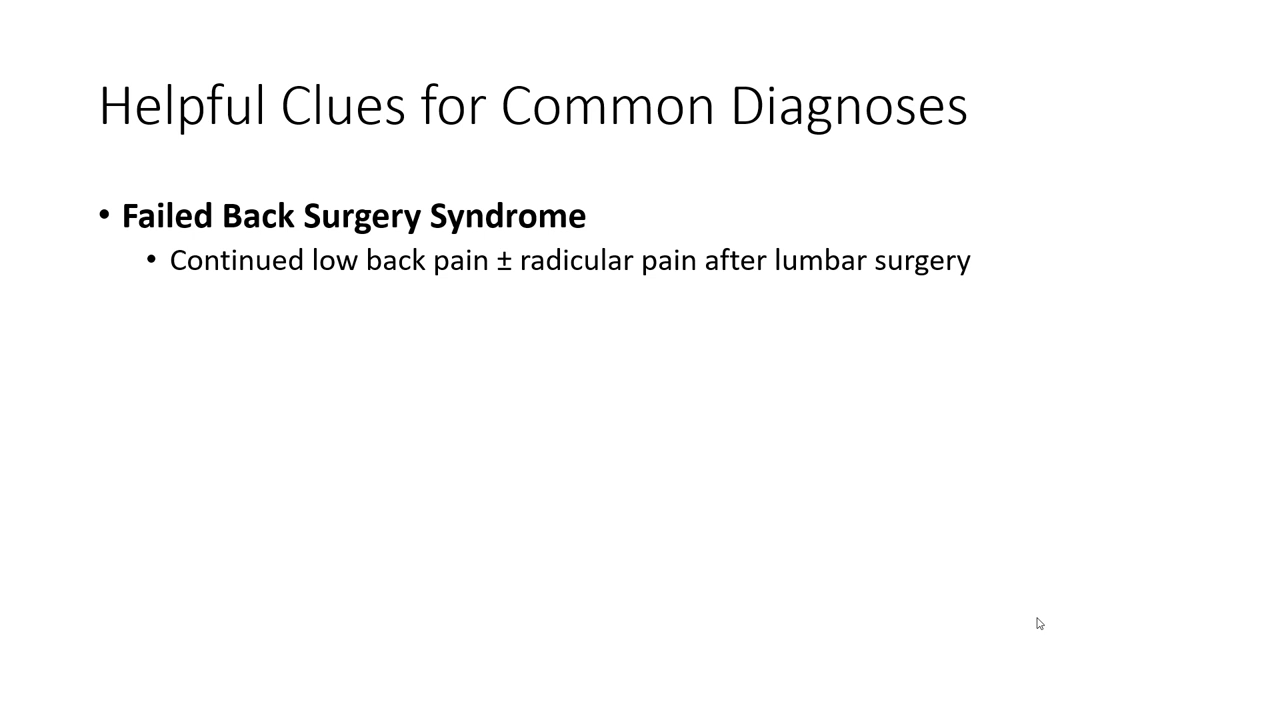 Helpful Clues for Common Diagnoses
• Failed Back Surgery Syndrome
• Continued low back pain ± radicular pain after lumbar surgery